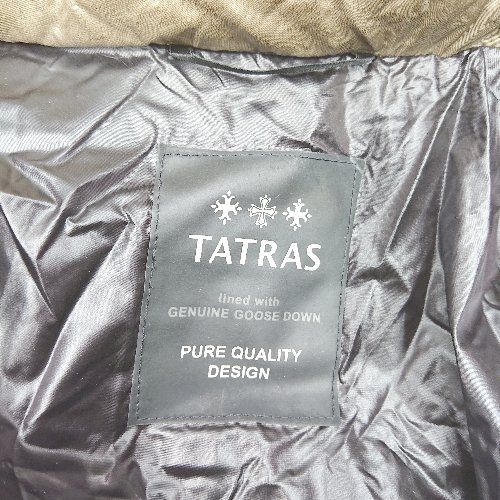 TATRAS
lined with
GENUINE GOOSE DOWN
PURE QUALITY
DESIGN